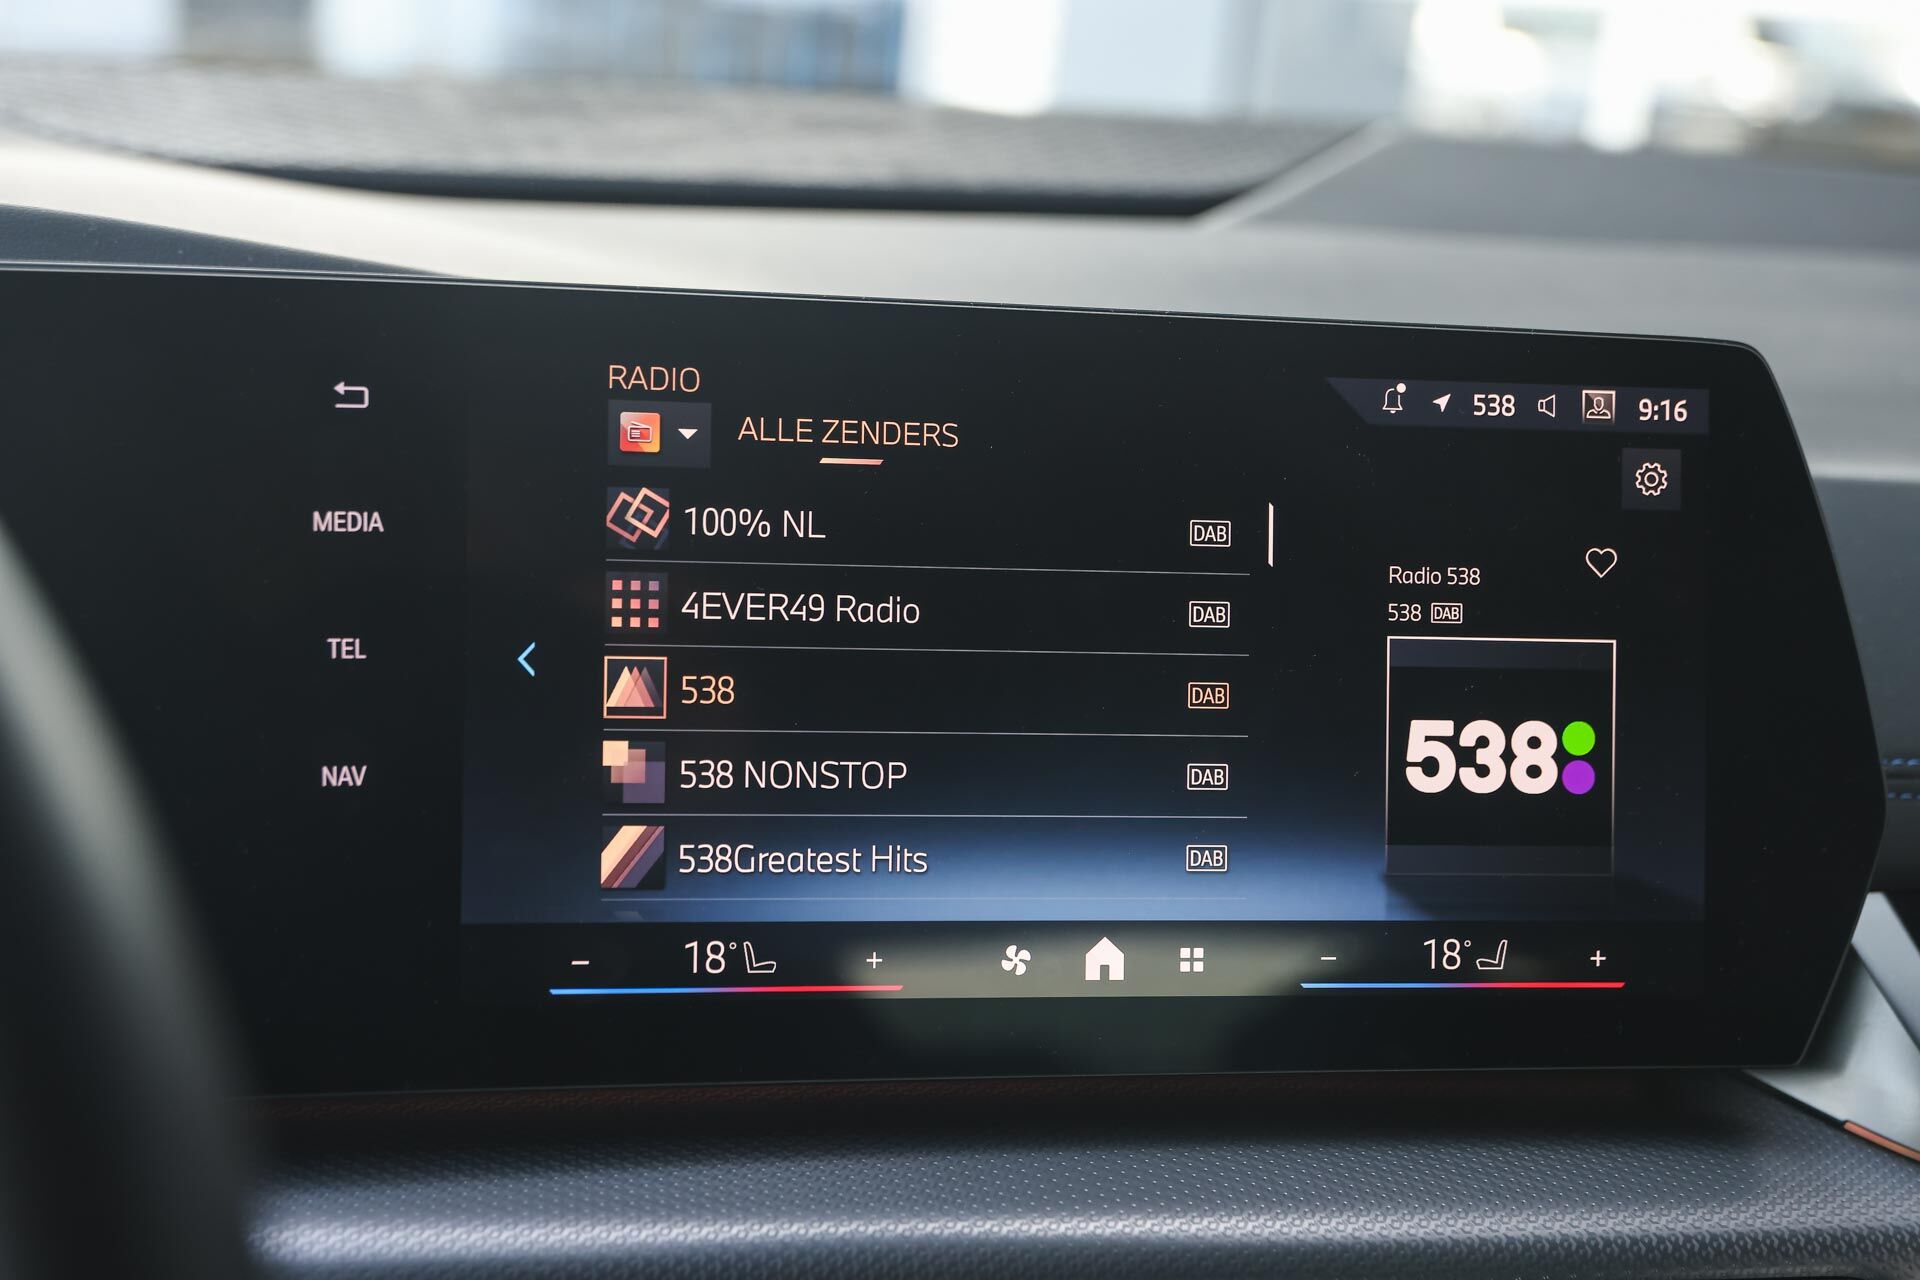 RADIO
538 9:16
ALLE ZENDERS
MEDIA
TEL
NAV
100% NL DAB
4EVER49 Radio DAB
538 DAB
538 NONSTOP DAB
538Greatest Hits DAB
Radio 538
538 DAB
538
- 18° +
- 18° +